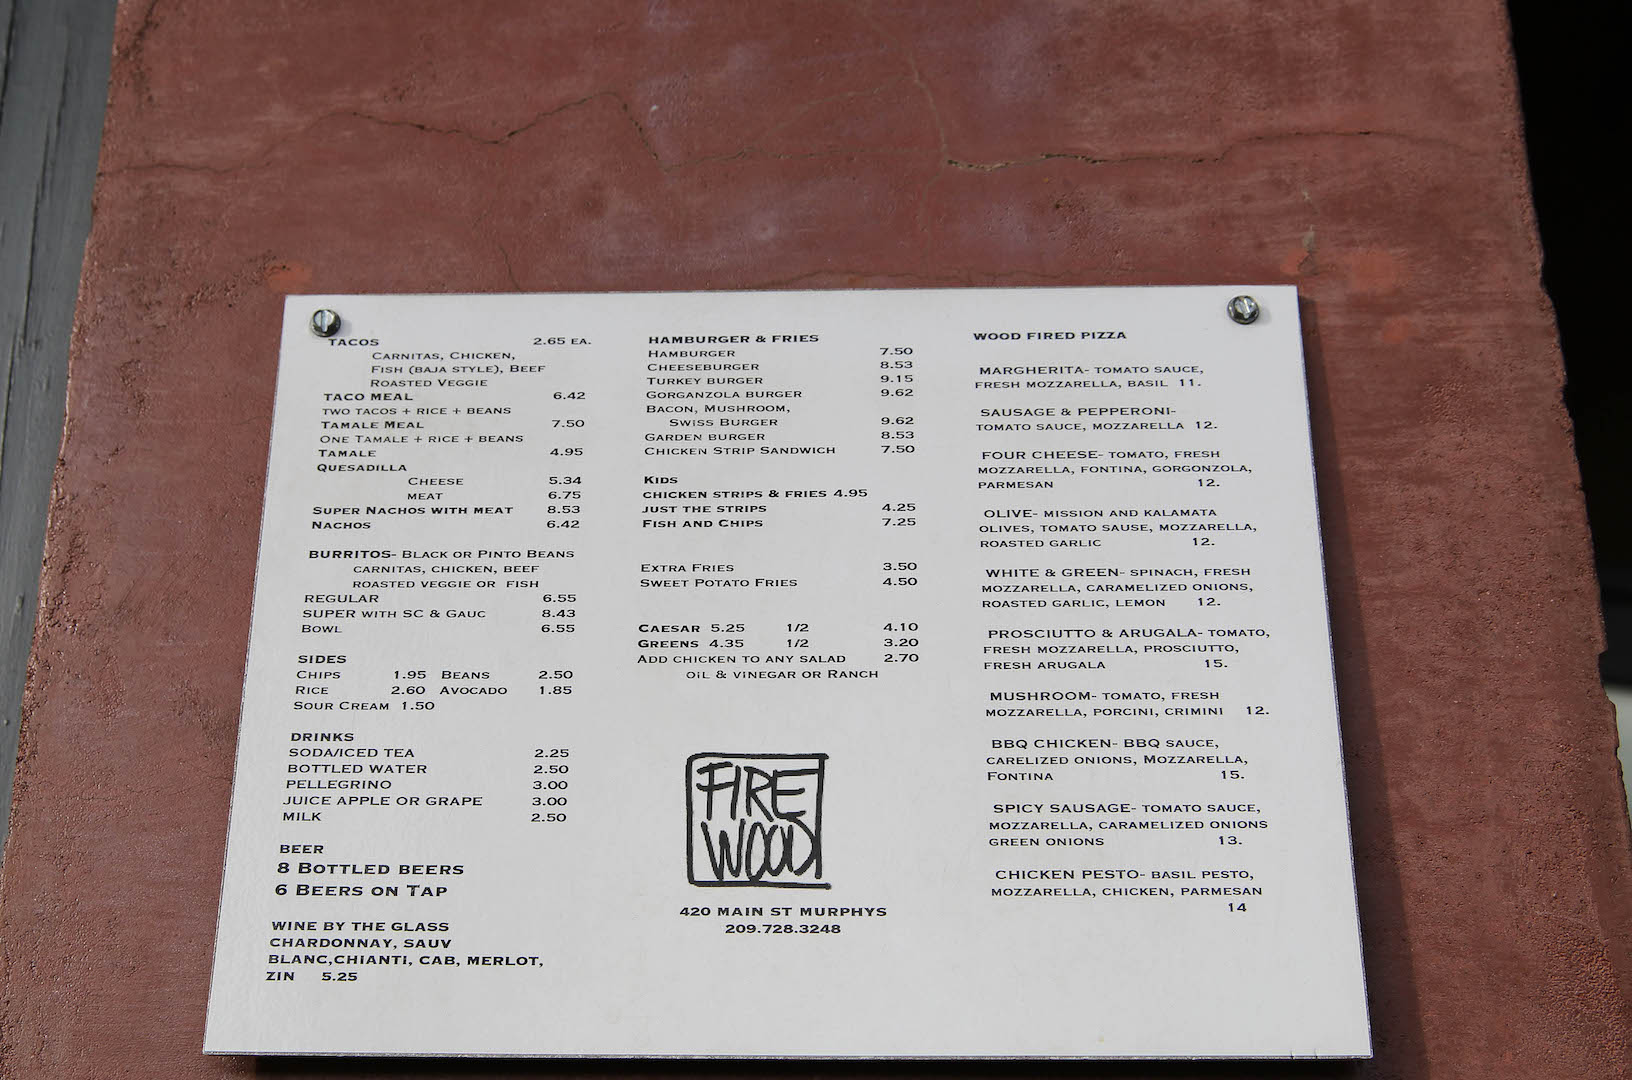 TACOS 2.65 EA.
CARNITAS, CHICKEN,
FISH (BAJA STYLE), BEEF
ROASTED VEGGIE
TACO MEAL 6.42
TWO TACOS + RICE + BEANS
TAMALE MEAL 7.50
ONE TAMALE + RICE + BEANS
TAMALE 4.95
QUESADILLA
CHEESE 5.34
MEAT 6.75
SUPER NACHOS WITH MEAT 8.53
NACHOS 6.42
BURRITOS- BLACK OR PINTO BEANS
CARNITAS, CHICKEN, BEEF
ROASTED VEGGIE OR FISH
REGULAR 6.55
SUPER WITH SC & GAUC 8.43
BOWL 6.55
SIDES
CHIPS 1.95 BEANS 2.50
RICE 2.60 AVOCADO 1.85
SOUR CREAM 1.50
DRINKS
SODA/ICED TEA 2.25
BOTTLED WATER 2.50
PELLEGRINO 3.00
JUICE APPLE OR GRAPE 3.00
MILK 2.50
BEER
8 BOTTLED BEERS
6 BEERS ON TAP
WINE BY THE GLASS
CHARDONNAY, SAUV
BLANC,CHIANTI, CAB, MERLOT,
ZIN 5.25
HAMBURGER & FRIES
HAMBURGER 7.50
CHEESEBURGER 8.53
TURKEY BURGER 9.15
GORGANZOLA BURGER 9.62
BACON, MUSHROOM,
SWISS BURGER 9.62
GARDEN BURGER 8.53
CHICKEN STRIP SANDWICH 7.50
KIDS
CHICKEN STRIPS & FRIES 4.95
JUST THE STRIPS 4.25
FISH AND CHIPS 7.25
EXTRA FRIES 3.50
SWEET POTATO FRIES 4.50
CAESAR 5.25 1/2 4.10
GREENS 4.35 1/2 3.20
ADD CHICKEN TO ANY SALAD 2.70
OIL & VINEGAR OR RANCH
FIRE
WOOD
420 MAIN ST MURPHYS
209.728.3248
WOOD FIRED PIZZA
MARGHERITA- TOMATO SAUCE,
FRESH MOZZARELLA, BASIL 11.
SAUSAGE & PEPPERONI-
TOMATO SAUCE, MOZZARELLA 12.
FOUR CHEESE- TOMATO, FRESH
MOZZARELLA, FONTINA, GORGONZOLA,
PARMESAN 12.
OLIVE- MISSION AND KALAMATA
OLIVES, TOMATO SAUSE, MOZZARELLA,
ROASTED GARLIC 12.
WHITE & GREEN- SPINACH, FRESH
MOZZARELLA, CARAMELIZED ONIONS,
ROASTED GARLIC, LEMON 12.
PROSCIUTTO & ARUGALA- TOMATO,
FRESH MOZZARELLA, PROSCIUTTO,
FRESH ARUGALA 15.
MUSHROOM- TOMATO, FRESH
MOZZARELLA, PORCINI, CRIMINI 12.
BBQ CHICKEN- BBQ SAUCE,
CARELIZED ONIONS, MOZZARELLA,
FONTINA 15.
SPICY SAUSAGE- TOMATO SAUCE,
MOZZARELLA, CARAMELIZED ONIONS
GREEN ONIONS 13.
CHICKEN PESTO- BASIL PESTO,
MOZZARELLA, CHICKEN, PARMESAN
14